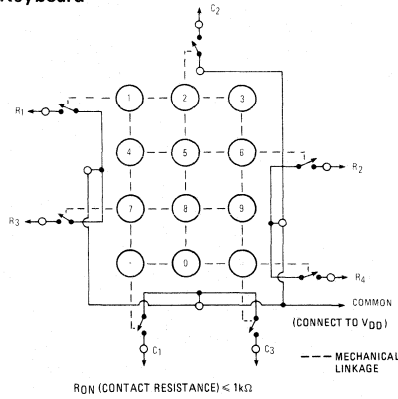 C2
1 2 3
R1
4 5 6
R2
7 8 9
R3
0
R4
COMMON
(CONNECT TO VDD)
C1
C3
MECHANICAL
LINKAGE
RON (CONTACT RESISTANCE) ⩽ 1kΩ